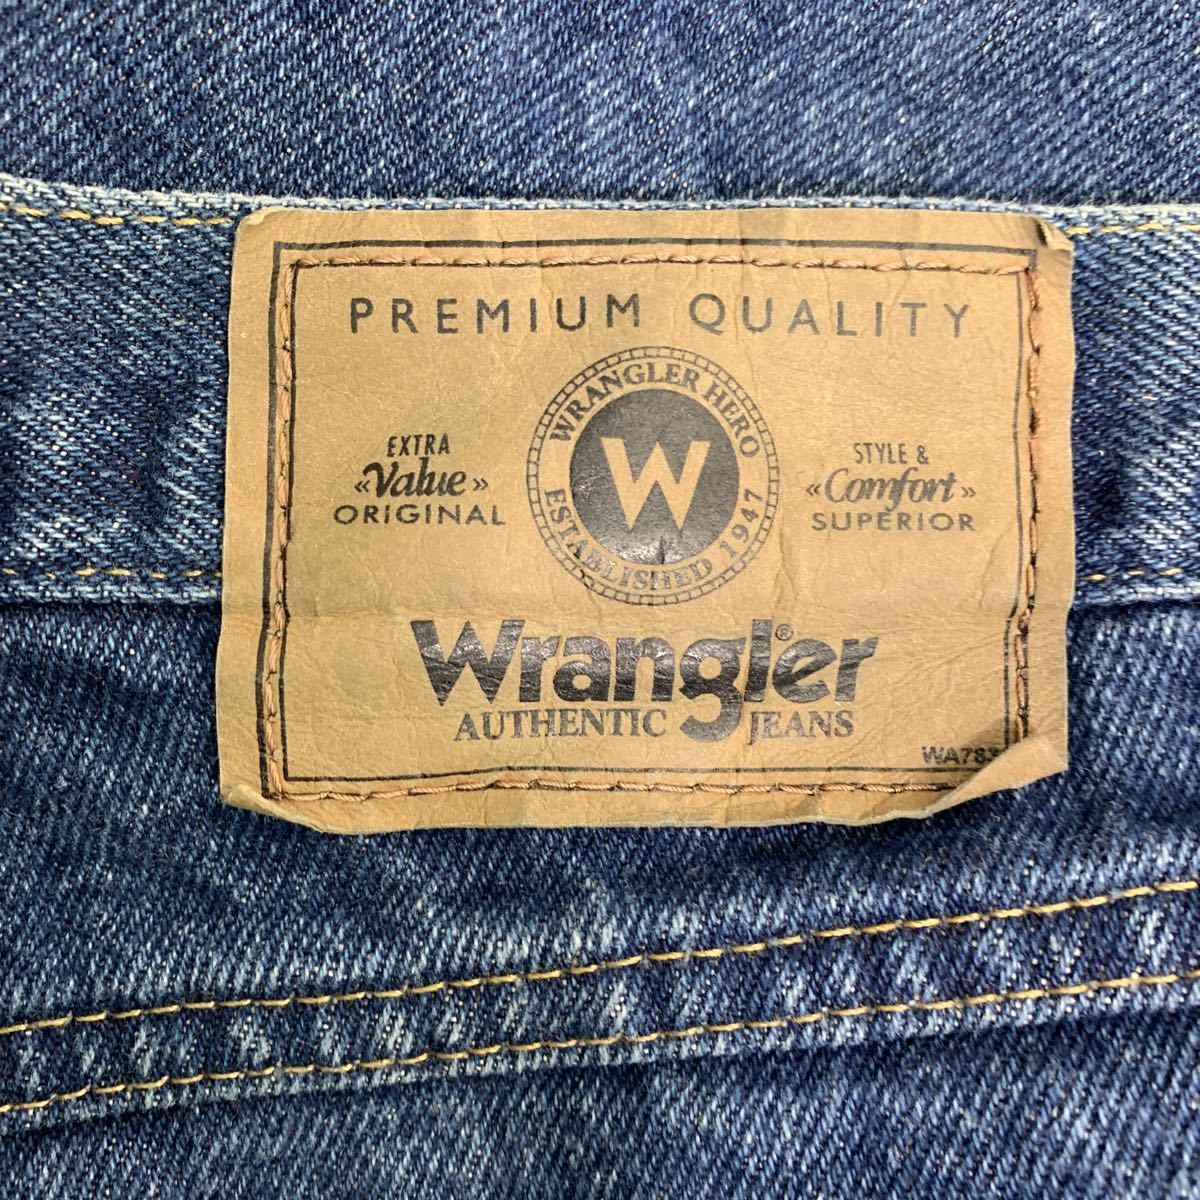 PREMIUM QUALITY
WRANGLER HERO
ESTABLISHED 1947
W
EXTRA
«Value»
ORIGINAL
STYLE &
«Comfort»
SUPERIOR
Wrangler®
AUTHENTIC JEANS